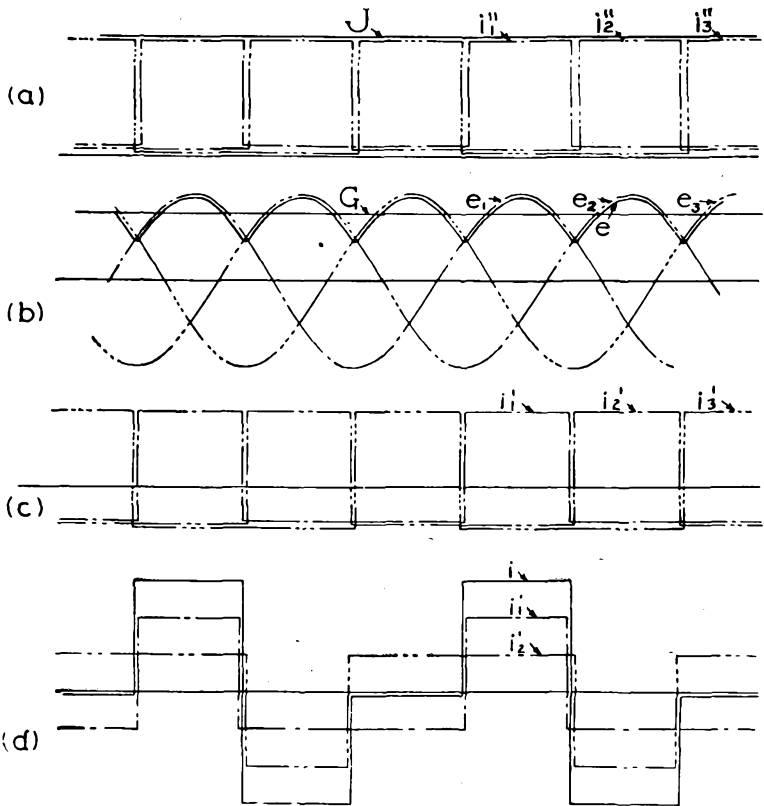 J i₁" i₂" i₃"
(a)
G e₁ e₂ e e₃
(b)
i₁' i₂' i₃'
(c)
i
i₁'
i₂'
(d)